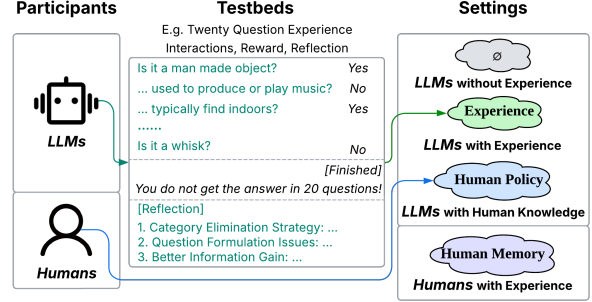 Participants
Testbeds
Settings
E.g. Twenty Question Experience
Interactions, Reward, Reflection
LLMs
Humans
Is it a man made object? Yes
... used to produce or play music? No
... typically find indoors? Yes
......
Is it a whisk? No
[Finished]
You do not get the answer in 20 questions!
[Reflection]
1. Category Elimination Strategy: ...
2. Question Formulation Issues: ...
3. Better Information Gain: ...
∅
LLMs without Experience
Experience
LLMs with Experience
Human Policy
LLMs with Human Knowledge
Human Memory
Humans with Experience